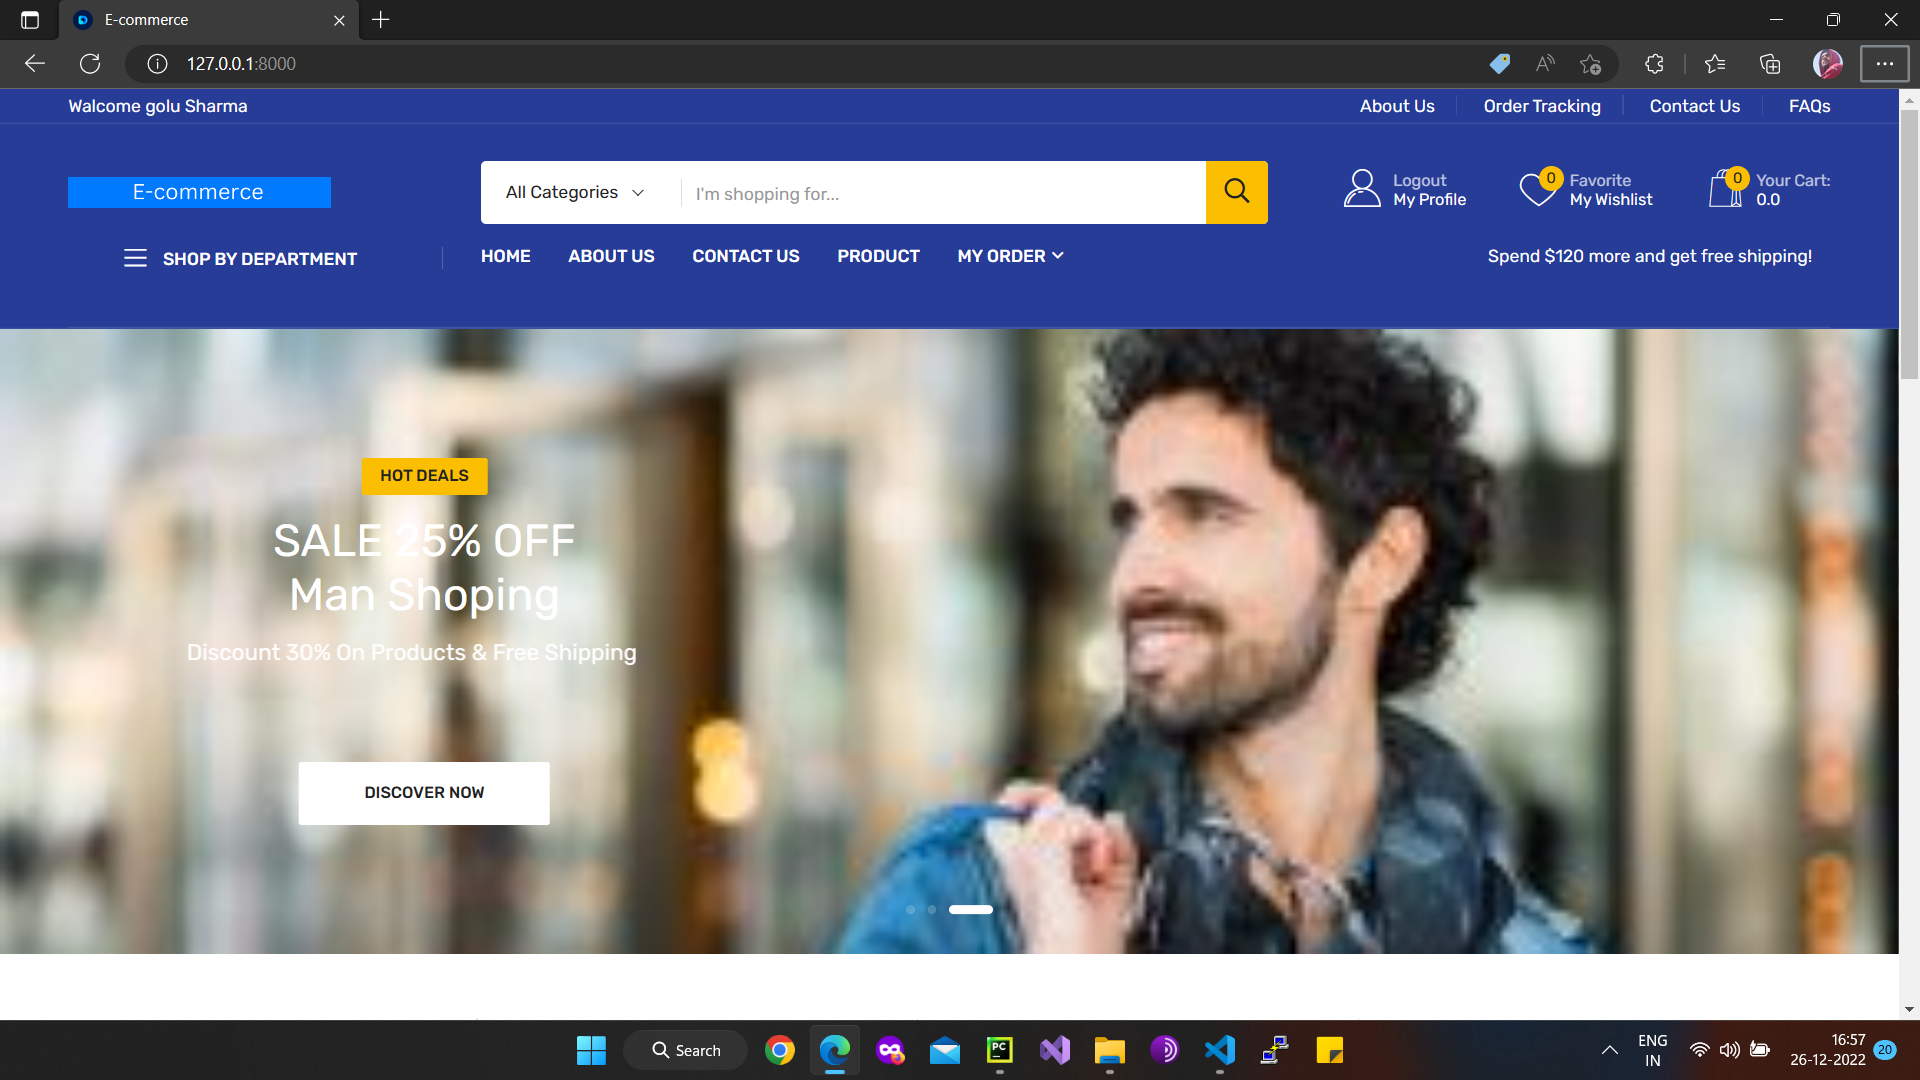 E-commerce
127.0.0.1:8000
Walcome golu Sharma
About Us
Order Tracking
Contact Us
FAQs
E-commerce
All Categories
I'm shopping for...
Logout
My Profile
0
Favorite
My Wishlist
0
Your Cart:
0.0
SHOP BY DEPARTMENT
HOME
ABOUT US
CONTACT US
PRODUCT
MY ORDER
Spend $120 more and get free shipping!
HOT DEALS
SALE 25% OFF
Man Shoping
Discount 30% On Products & Free Shipping
DISCOVER NOW
Search
PC
ENG
IN
16:57
26-12-2022
20